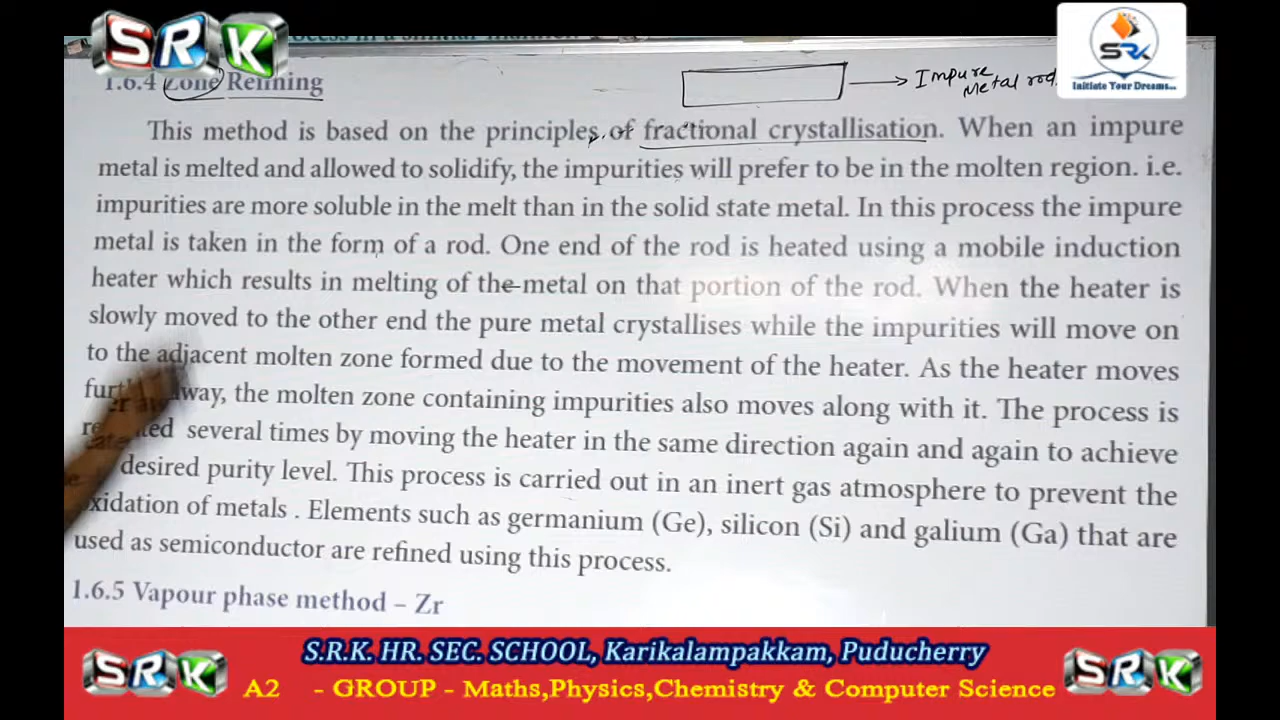 SRK
SRK
Initiate Your Dreams...
1.6.4 Zone Refining
Impure
Metal rod
This method is based on the principles of fractional crystallisation. When an impure
metal is melted and allowed to solidify, the impurities will prefer to be in the molten region. i.e.
impurities are more soluble in the melt than in the solid state metal. In this process the impure
metal is taken in the form of a rod. One end of the rod is heated using a mobile induction
heater which results in melting of the metal on that portion of the rod. When the heater is
slowly moved to the other end the pure metal crystallises while the impurities will move on
to the adjacent molten zone formed due to the movement of the heater. As the heater moves
away, the molten zone containing impurities also moves along with it. The process is
several times by moving the heater in the same direction again and again to achieve
desired purity level. This process is carried out in an inert gas atmosphere to prevent the
oxidation of metals . Elements such as germanium (Ge), silicon (Si) and galium (Ga) that are
used as semiconductor are refined using this process.
1.6.5 Vapour phase method – Zr
S.R.K. HR. SEC. SCHOOL, Karikalampakkam, Puducherry
SRK
A2 - GROUP - Maths,Physics,Chemistry & Computer Science
SRK